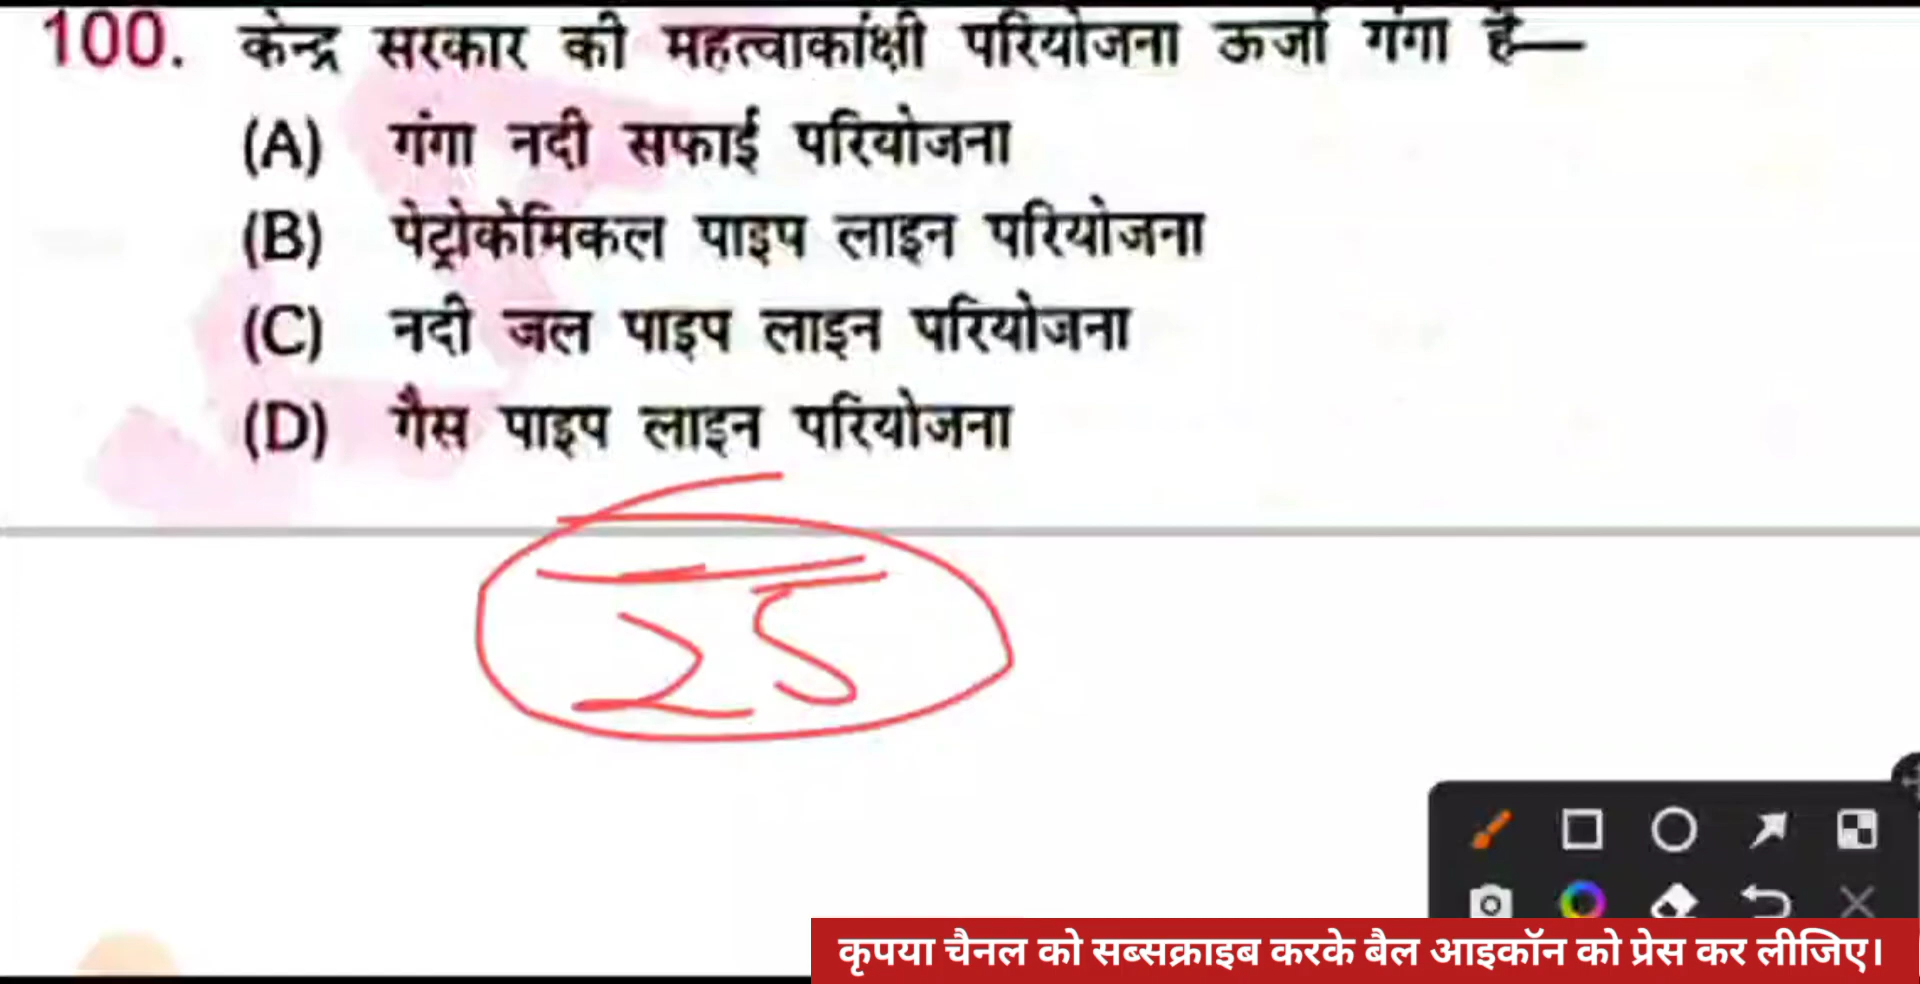 100. केन्द्र सरकार की महत्वाकांक्षी परियोजना ऊर्जा गंगा है—
(A) गंगा नदी सफाई परियोजना
(B) पेट्रोकेमिकल पाइप लाइन परियोजना
(C) नदी जल पाइप लाइन परियोजना
(D) गैस पाइप लाइन परियोजना
25
कृपया चैनल को सब्सक्राइब करके बैल आइकॉन को प्रेस कर लीजिए।